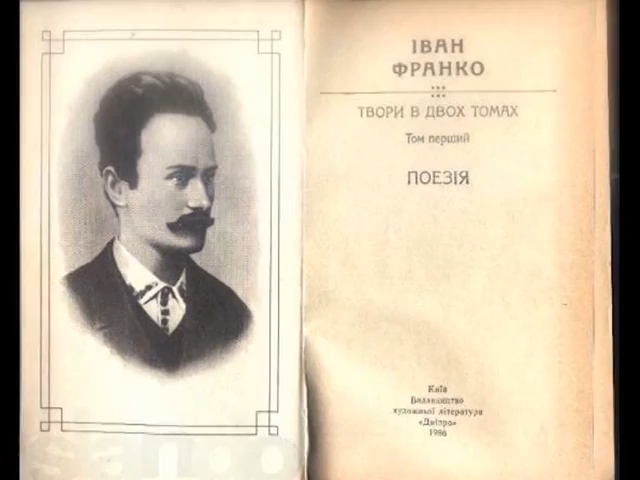 ІВАН
ФРАНКО
ТВОРИ В ДВОХ ТОМАХ
Том перший
ПОЕЗІЯ
Київ
Видавництво
художньої літератури
«Дніпро»
1986